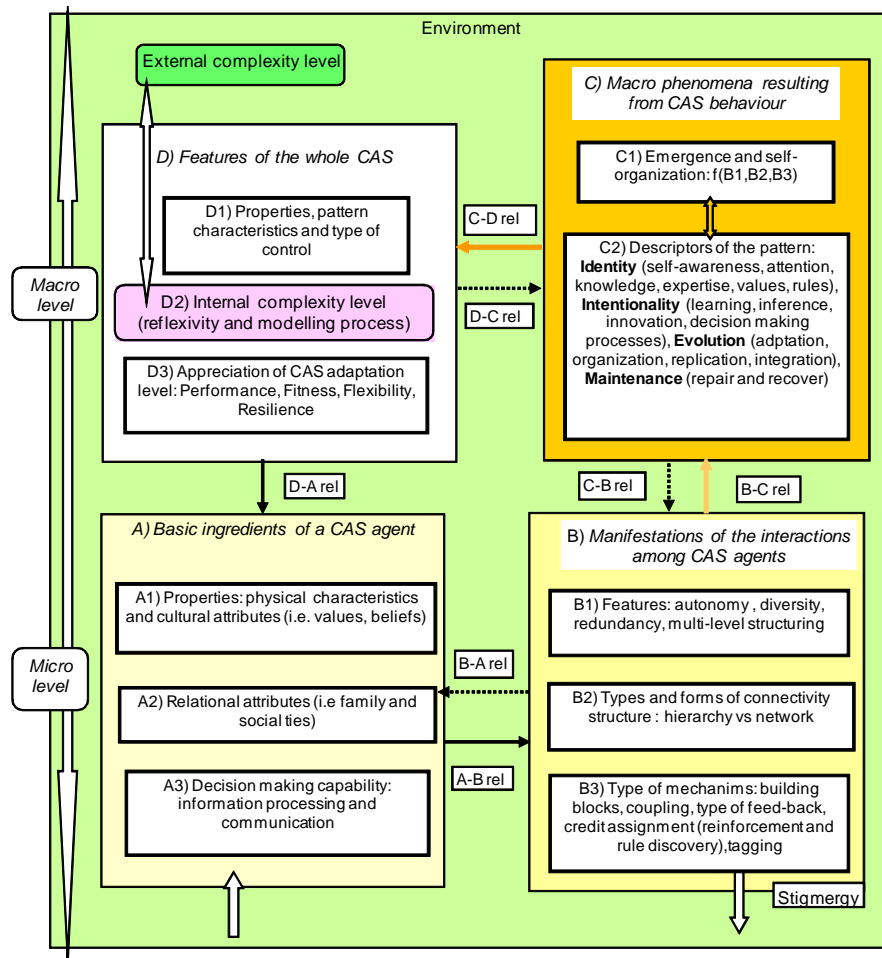 Environment
External complexity level
D) Features of the whole CAS
D1) Properties, pattern
characteristics and type of
control
D2) Internal complexity level
(reflexivity and modelling process)
D3) Appreciation of CAS adaptation
level: Performance, Fitness, Flexibility,
Resilience
C-D rel
D-C rel
C) Macro phenomena resulting
from CAS behaviour
C1) Emergence and self-
organization: f(B1,B2,B3)
C2) Descriptors of the pattern:
Identity (self-awareness, attention,
knowledge, expertise, values, rules),
Intentionality (learning, inference,
innovation, decision making
processes), Evolution (adptation,
organization, replication, integration),
Maintenance (repair and recover)
Macro
level
D-A rel
C-B rel
B-C rel
A) Basic ingredients of a CAS agent
A1) Properties: physical characteristics
and cultural attributes (i.e. values, beliefs)
A2) Relational attributes (i.e family and
social ties)
A3) Decision making capability:
information processing and
communication
Micro
level
B-A rel
A-B rel
B) Manifestations of the interactions
among CAS agents
B1) Features: autonomy , diversity,
redundancy, multi-level structuring
B2) Types and forms of connectivity
structure : hierarchy vs network
B3) Type of mechanims: building
blocks, coupling, type of feed-back,
credit assignment (reinforcement and
rule discovery),tagging
Stigmergy